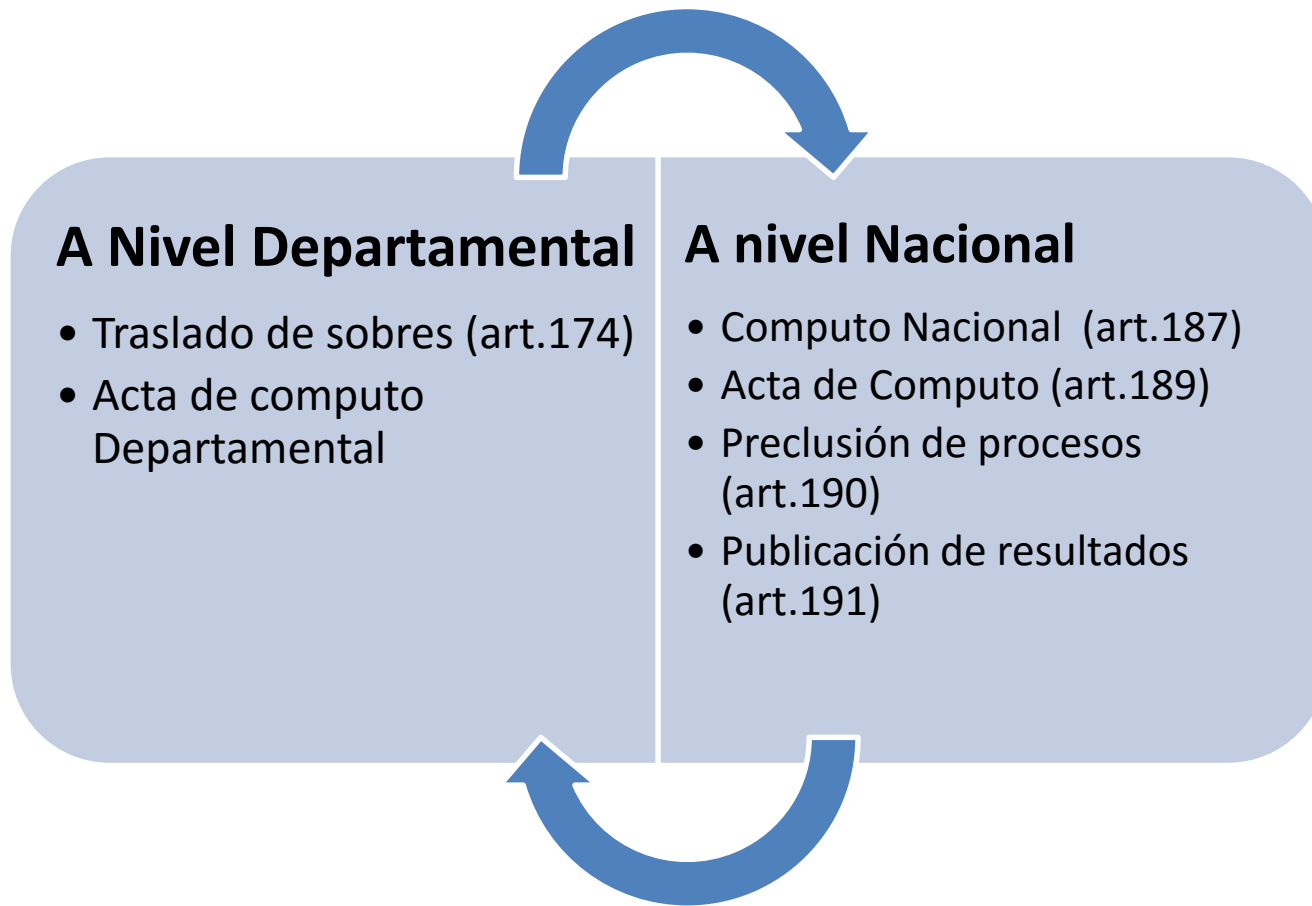 A Nivel Departamental
• Traslado de sobres (art.174)
• Acta de computo
Departamental
A nivel Nacional
• Computo Nacional (art.187)
• Acta de Computo (art.189)
• Preclusión de procesos
(art.190)
• Publicación de resultados
(art.191)